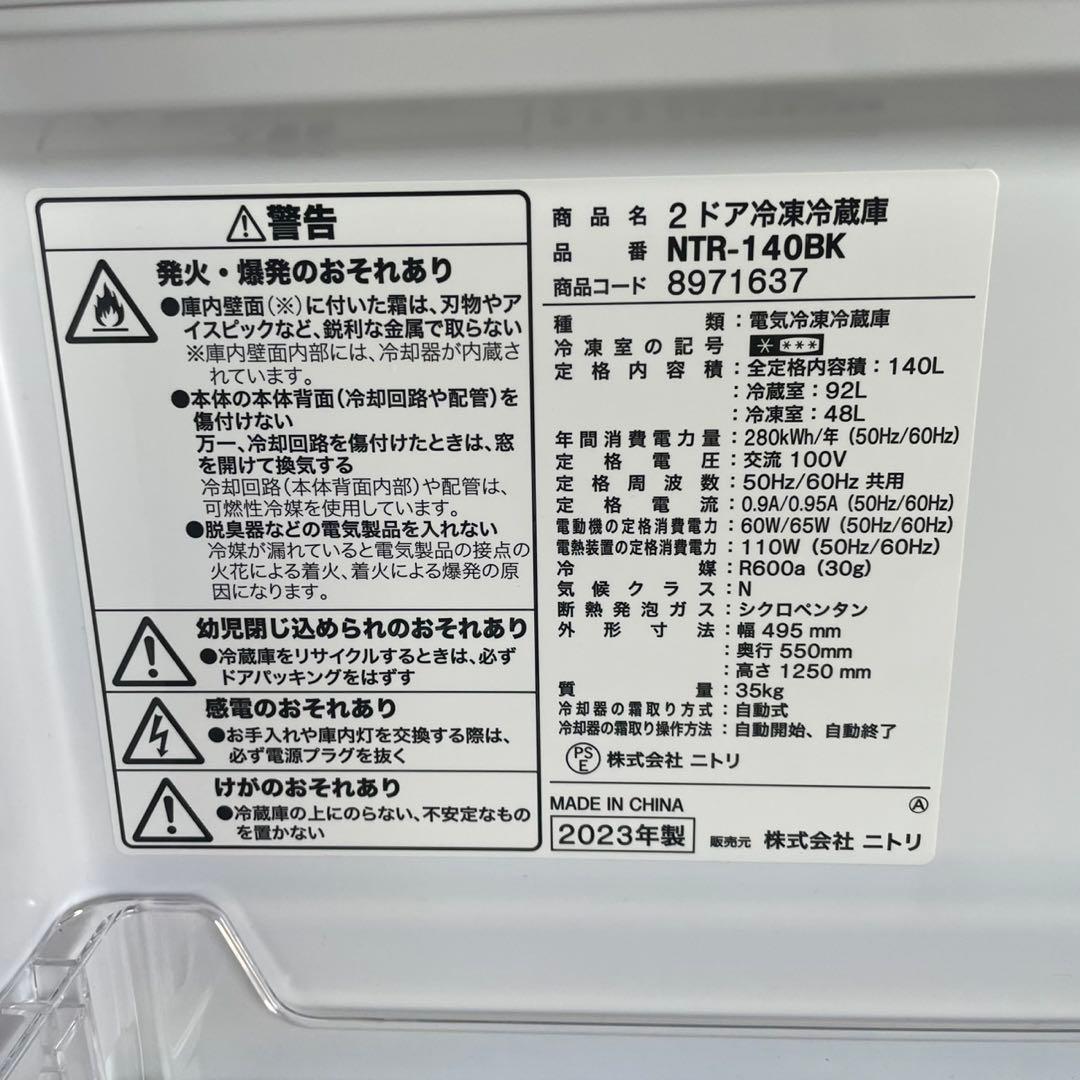 ⚠警告
発火・爆発のおそれあり
●庫内壁面(※)に付いた霜は、刃物やア
イスピックなど、鋭利な金属で取らない
※庫内壁面内部には、冷却器が内蔵さ
れています。
●本体の本体背面(冷却回路や配管)を
傷付けない
万一、冷却回路を傷付けたときは、窓
を開けて換気する
冷却回路(本体背面内部)や配管は、
可燃性冷媒を使用しています。
●脱臭器などの電気製品を入れない
冷媒が漏れていると電気製品の接点の
火花による着火、着火による爆発の原
因になります。
幼児閉じ込められのおそれあり
●冷蔵庫をリサイクルするときは、必ず
ドアパッキングをはずす
感電のおそれあり
●お手入れや庫内灯を交換する際は、
必ず電源プラグを抜く
けがのおそれあり
●冷蔵庫の上にのらない、不安定なもの
を置かない
商品名 2ドア冷凍冷蔵庫
品番 NTR-140BK
商品コード 8971637
種類:電気冷凍冷蔵庫
冷凍室の記号 * ***
定格内容積:全定格内容積:140L
:冷蔵室:92L
:冷凍室:48L
年間消費電力量:280kWh/年 (50Hz/60Hz)
定格電圧:交流 100V
定格周波数:50Hz/60Hz 共用
定格電流:0.9A/0.95A (50Hz/60Hz)
電動機の定格消費電力:60W/65W (50Hz/60Hz)
電熱装置の定格消費電力:110W (50Hz/60Hz)
冷媒:R600a (30g)
気候クラス:N
断熱発泡ガス:シクロペンタン
外形寸法:幅 495 mm
:奥行 550mm
:高さ 1250 mm
質量:35kg
冷却器の霜取り方式:自動式
冷却器の霜取り操作方法:自動開始、自動終了
PSE 株式会社 ニトリ
MADE IN CHINA Ⓐ
2023年製 販売元 株式会社 ニトリ